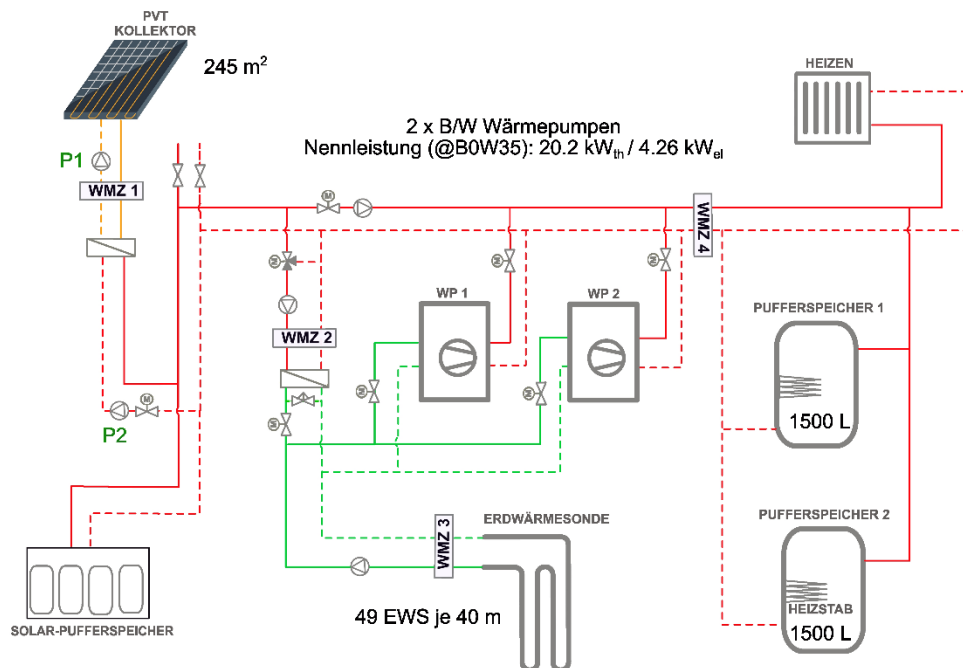 PVT
KOLLEKTOR
245 m²
HEIZEN
2 x B/W Wärmepumpen
Nennleistung (@B0W35): 20.2 kWth / 4.26 kWel
P1
WMZ 1
M
WMZ 4
M
M
M
WP 1
WP 2
PUFFERSPEICHER 1
WMZ 2
M
M
M
1500 L
M
P2
M
PUFFERSPEICHER 2
ERDWÄRMESONDE
WMZ 3
HEIZSTAB
1500 L
49 EWS je 40 m
SOLAR-PUFFERSPEICHER